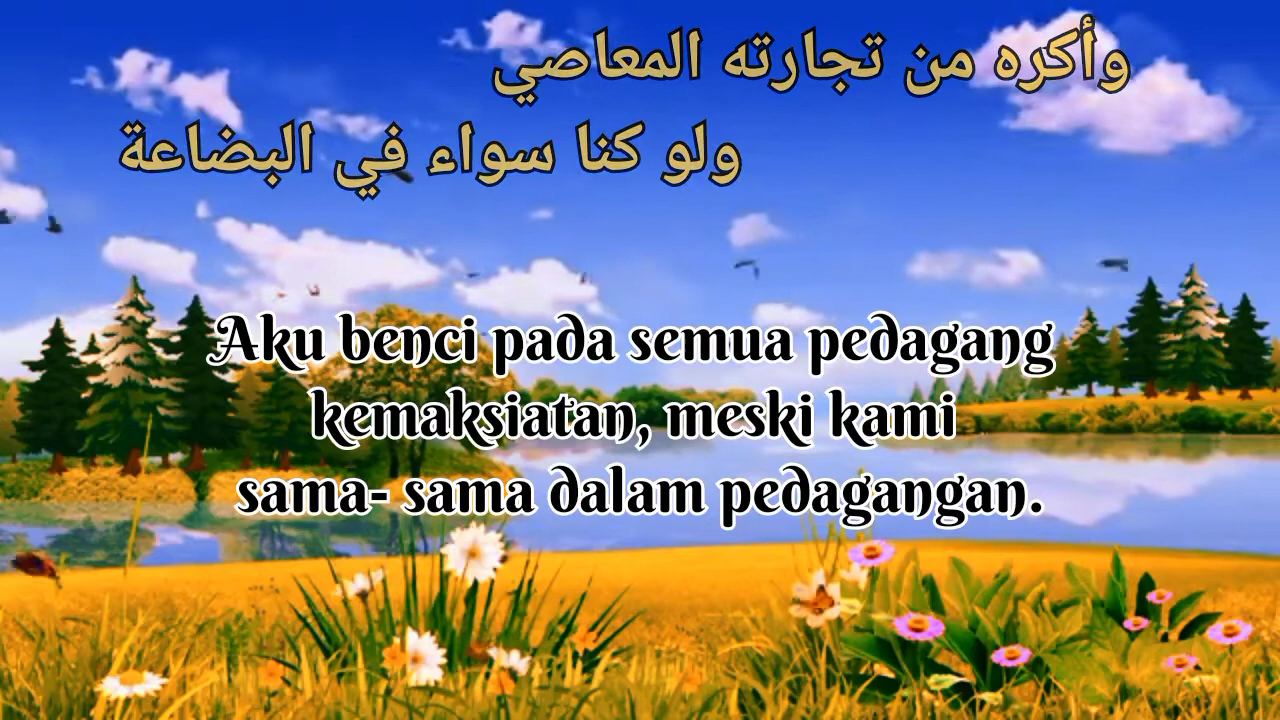 وأكره من تجارته المعاصي
ولو كنا سواء في البضاعة
Aku benci pada semua pedagang
kemaksiatan, meski kami
sama- sama dalam pedagangan.